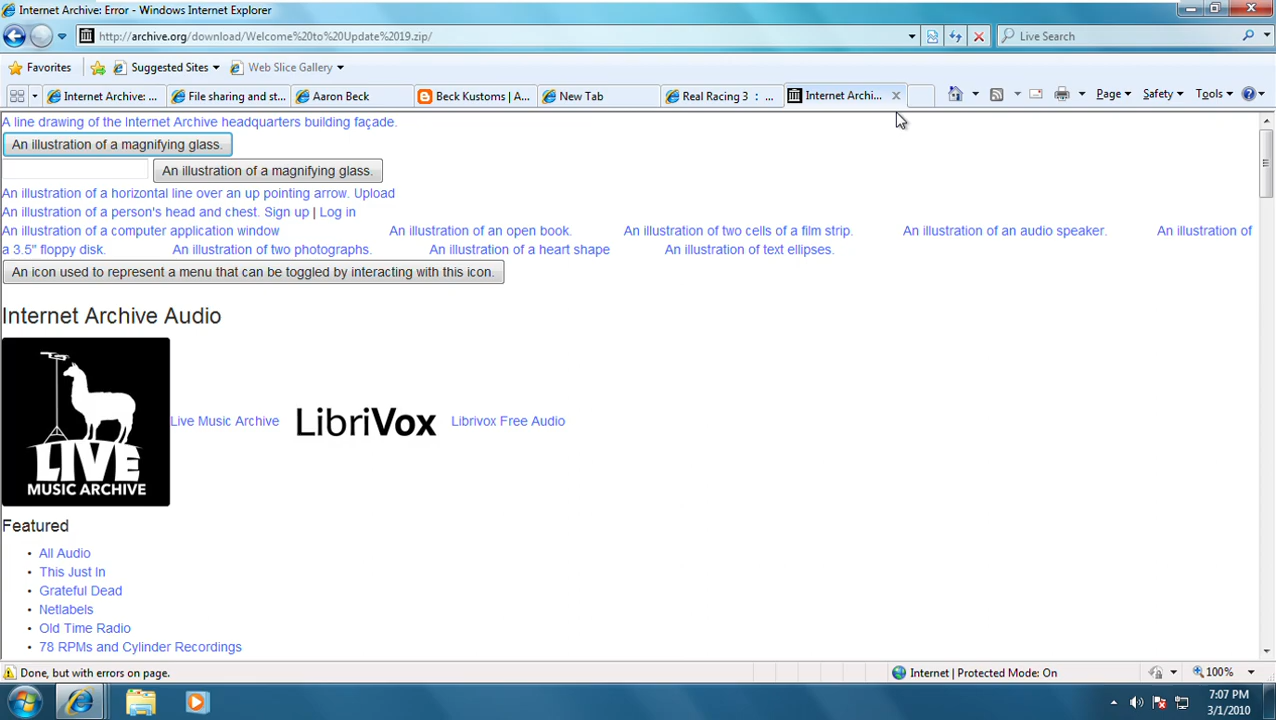 Internet Archive: Error - Windows Internet Explorer
http://archive.org/download/Welcome%20to%20Update%2019.zip/
Live Search
Favorites Suggested Sites Web Slice Gallery
Internet Archive: ... File sharing and st... Aaron Beck Beck Kustoms | A... New Tab Real Racing 3 : ... Internet Archi... Page Safety Tools
A line drawing of the Internet Archive headquarters building façade.
An illustration of a magnifying glass.
An illustration of a magnifying glass.
An illustration of a horizontal line over an up pointing arrow. Upload
An illustration of a person's head and chest. Sign up | Log in
An illustration of a computer application window An illustration of an open book. An illustration of two cells of a film strip. An illustration of an audio speaker. An illustration of
a 3.5" floppy disk. An illustration of two photographs. An illustration of a heart shape An illustration of text ellipses.
An icon used to represent a menu that can be toggled by interacting with this icon.
Internet Archive Audio
LIVE
MUSIC ARCHIVE
Live Music Archive LibriVox Librivox Free Audio
Featured
• All Audio
• This Just In
• Grateful Dead
• Netlabels
• Old Time Radio
• 78 RPMs and Cylinder Recordings
Done, but with errors on page. Internet | Protected Mode: On 100%
7:07 PM
3/1/2010